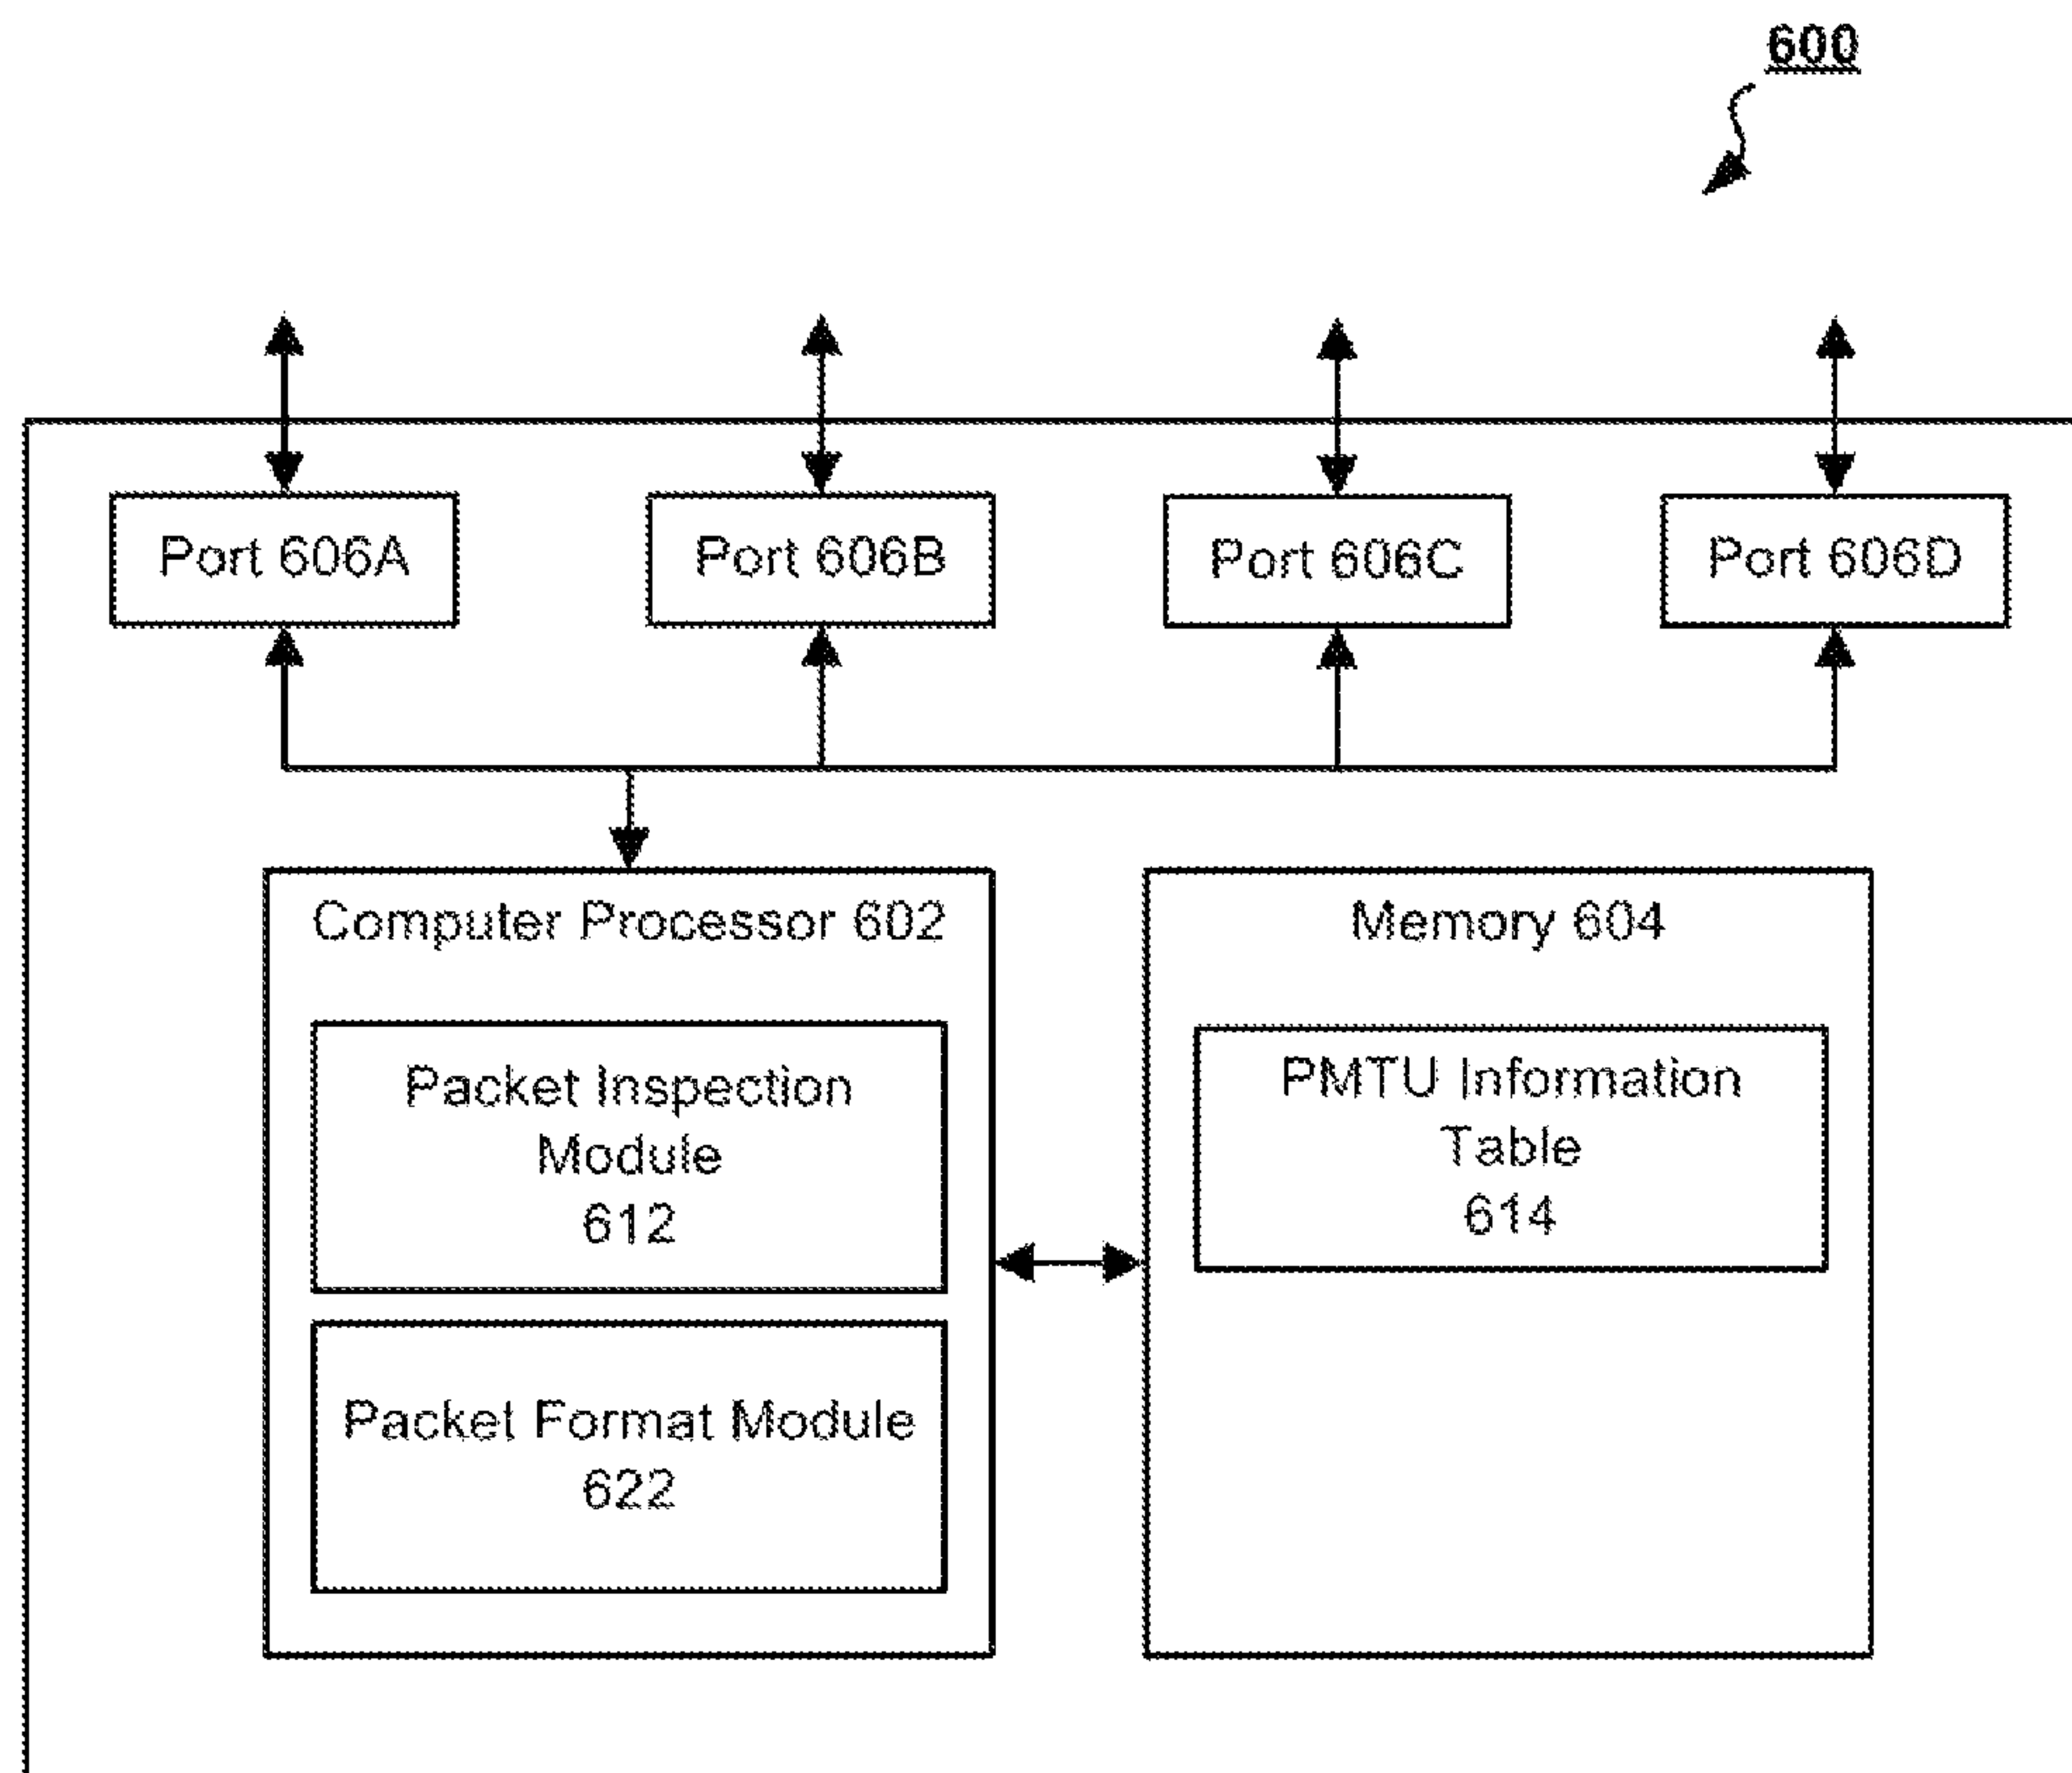 600
Port 606A
Port 606B
Port 606C
Port 606D
Computer Processor 602
Packet Inspection
Module
612
Packet Format Module
622
Memory 604
PMTU Information
Table
614